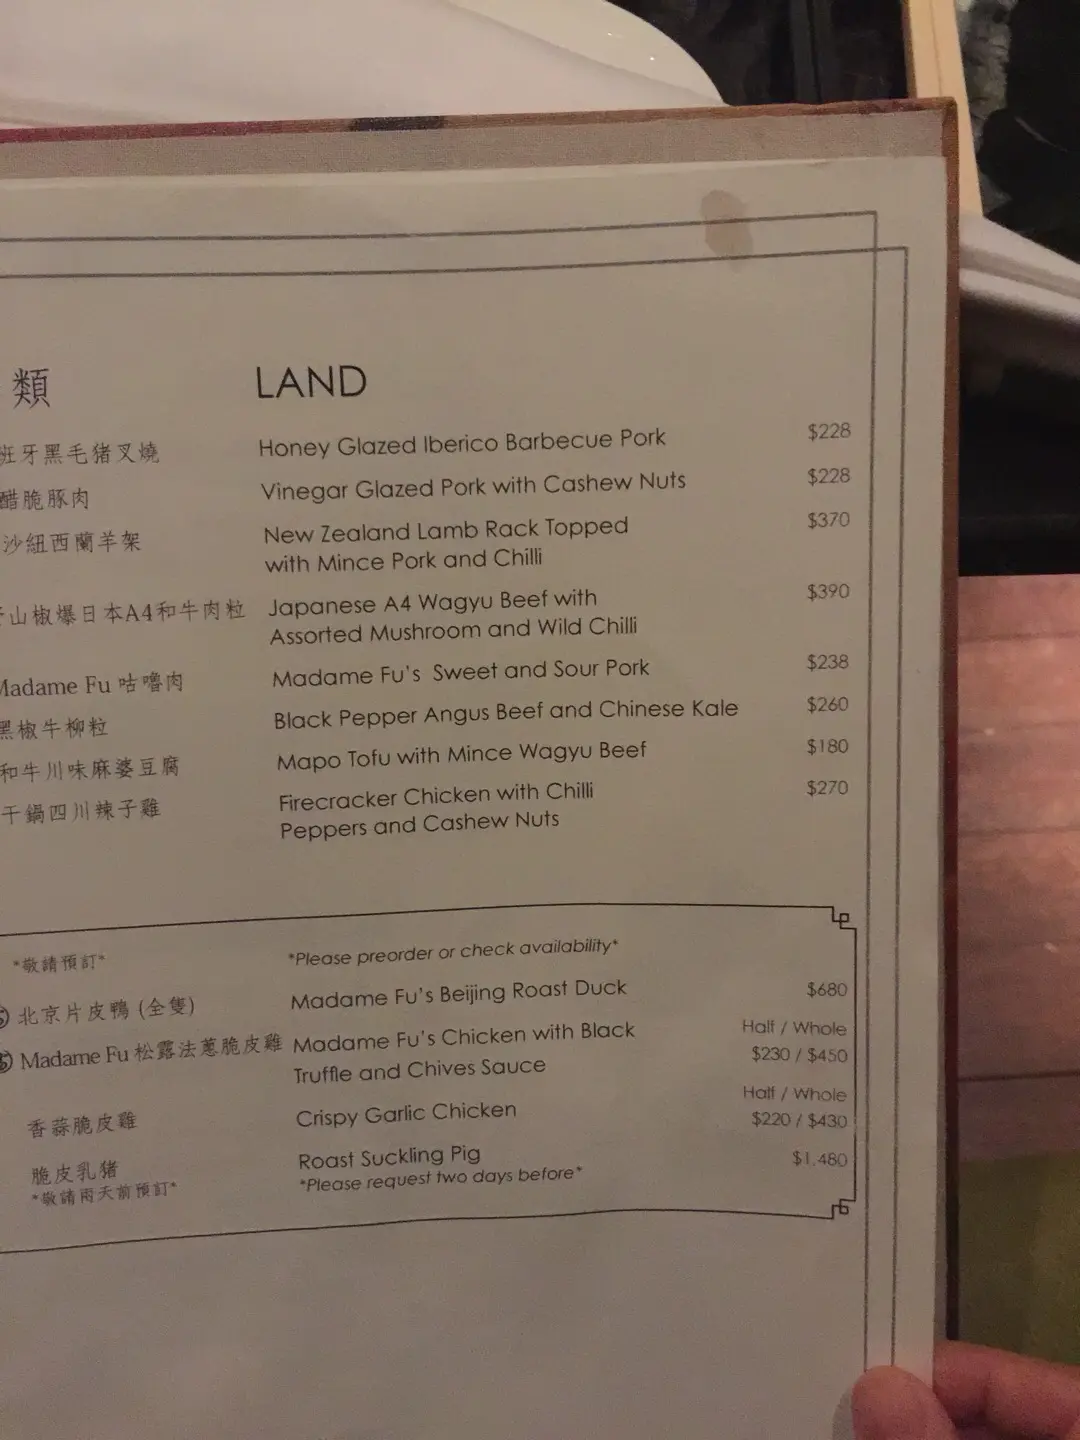 類 LAND
班牙黑毛猪叉燒 Honey Glazed Iberico Barbecue Pork $228
醋脆豚肉 Vinegar Glazed Pork with Cashew Nuts $228
沙紐西蘭羊架 New Zealand Lamb Rack Topped $370
with Mince Pork and Chilli
山椒爆日本A4和牛肉粒 Japanese A4 Wagyu Beef with $390
Assorted Mushroom and Wild Chilli
Madame Fu 咕嚕肉 Madame Fu's Sweet and Sour Pork $238
黑椒牛柳粒 Black Pepper Angus Beef and Chinese Kale $260
和牛川味麻婆豆腐 Mapo Tofu with Mince Wagyu Beef $180
干鍋四川辣子雞 Firecracker Chicken with Chilli $270
Peppers and Cashew Nuts
*敬請預訂* *Please preorder or check availability*
北京片皮鴨 (全隻) Madame Fu's Beijing Roast Duck $680
Half / Whole
Madame Fu 松露法蔥脆皮雞 Madame Fu's Chicken with Black $230 / $450
Truffle and Chives Sauce
Half / Whole
香蒜脆皮雞 Crispy Garlic Chicken $220 / $430
脆皮乳猪 Roast Suckling Pig $1,480
*敬請兩天前預訂* *Please request two days before*